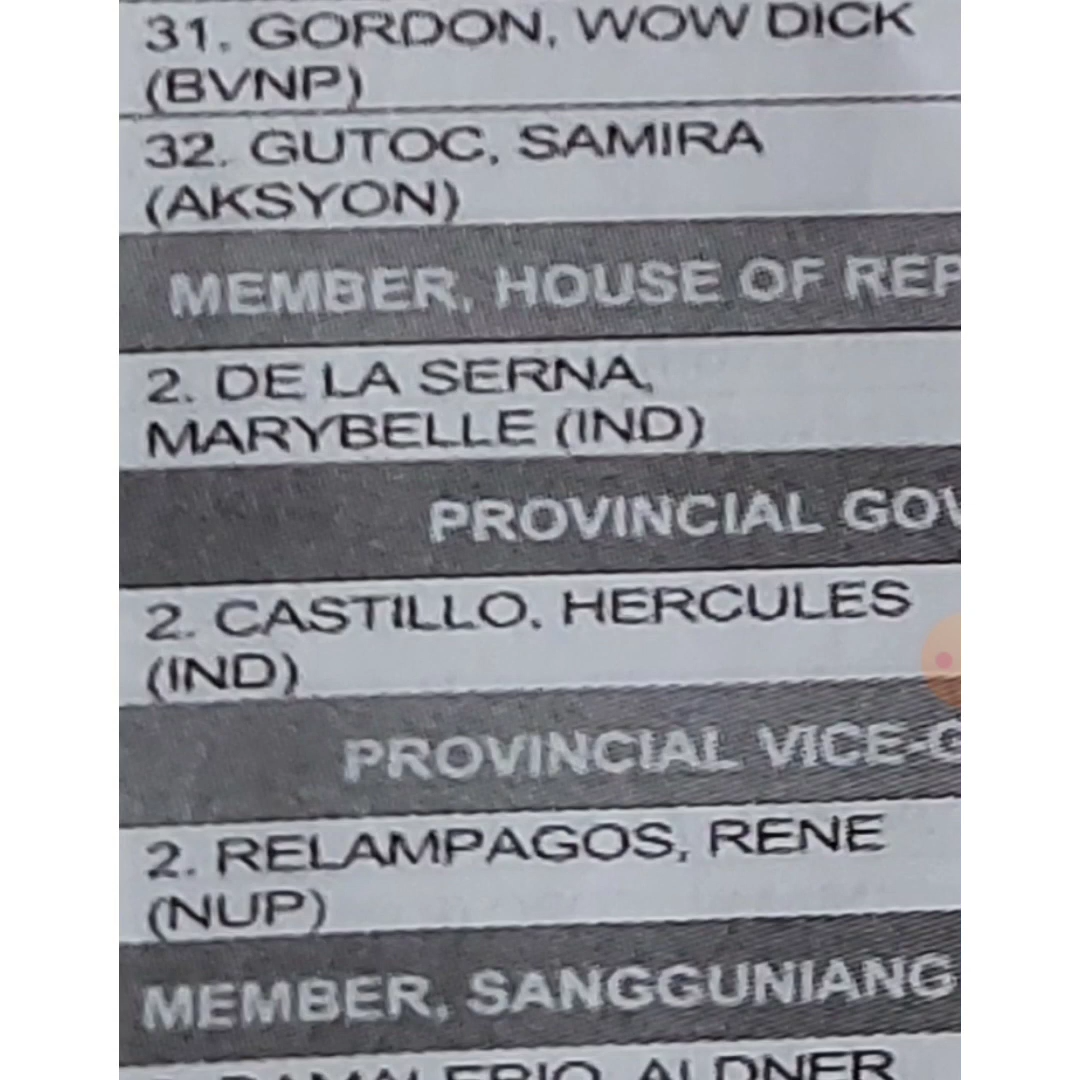 31. GORDON, WOW DICK
(BVNP)
32. GUTOC, SAMIRA
(AKSYON)
MEMBER, HOUSE OF REP
2. DE LA SERNA,
MARYBELLE (IND)
PROVINCIAL GOV
2. CASTILLO, HERCULES
(IND)
PROVINCIAL VICE-G
2. RELAMPAGOS, RENE
(NUP)
MEMBER, SANGGUNIANG
ALDNER